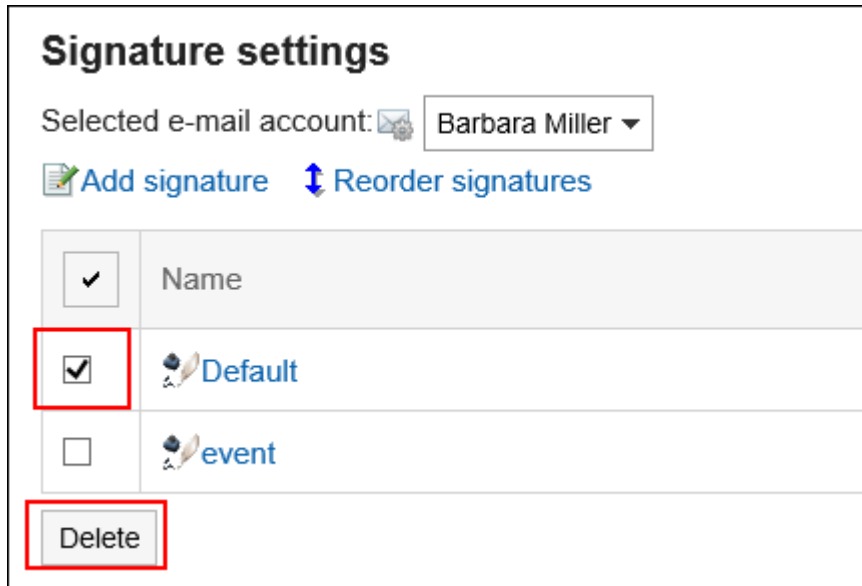 Signature settings
Selected e-mail account: Barbara Miller
Add signature Reorder signatures
Name
Default
event
Delete